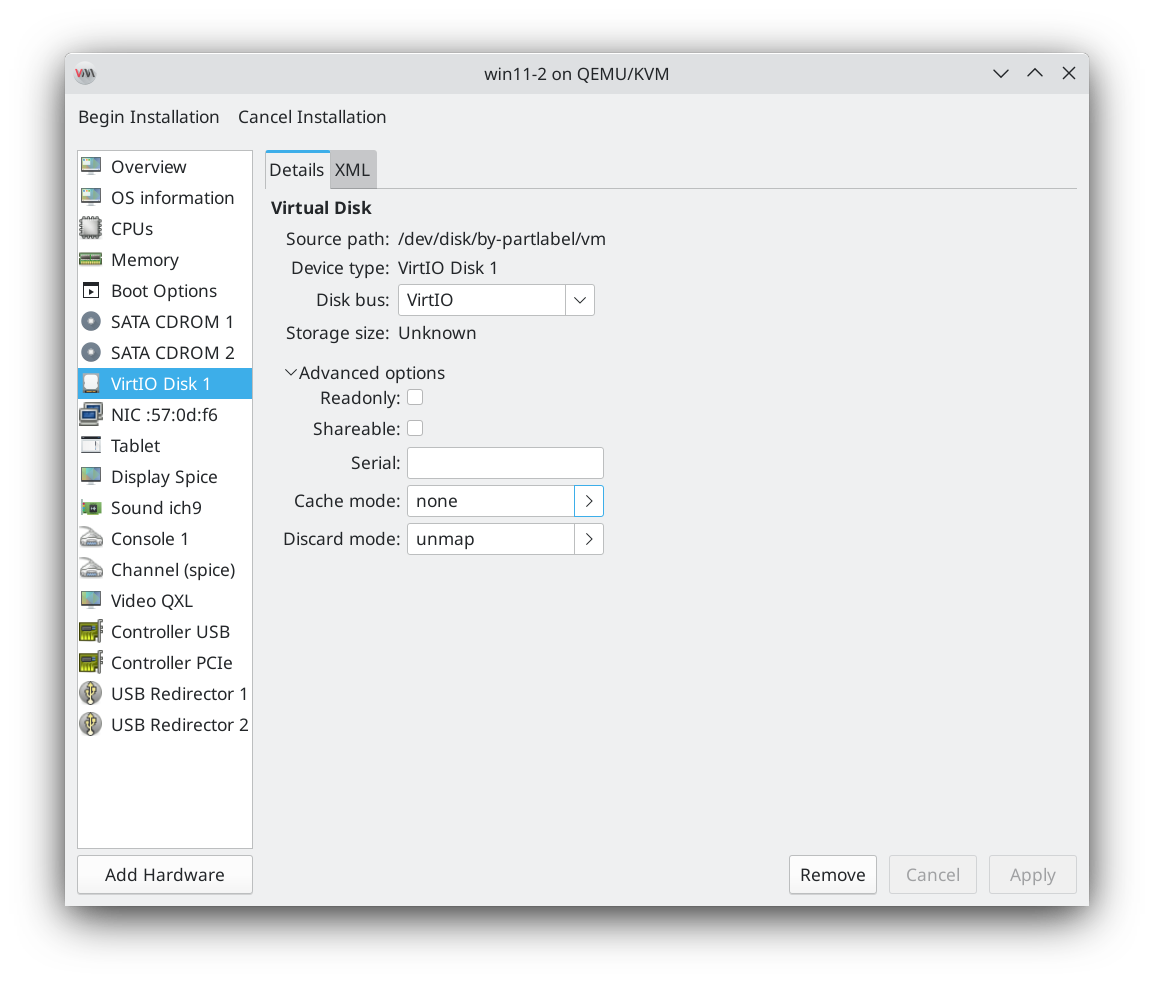 win11-2 on QEMU/KVM
Begin Installation Cancel Installation
Overview
OS information
CPUs
Memory
Boot Options
SATA CDROM 1
SATA CDROM 2
VirtIO Disk 1
NIC :57:0d:f6
Tablet
Display Spice
Sound ich9
Console 1
Channel (spice)
Video QXL
Controller USB
Controller PCIe
USB Redirector 1
USB Redirector 2
Add Hardware
Details XML
Virtual Disk
Source path: /dev/disk/by-partlabel/vm
Device type: VirtIO Disk 1
Disk bus: VirtIO
Storage size: Unknown
Advanced options
Readonly:
Shareable:
Serial:
Cache mode: none
Discard mode: unmap
Remove Cancel Apply